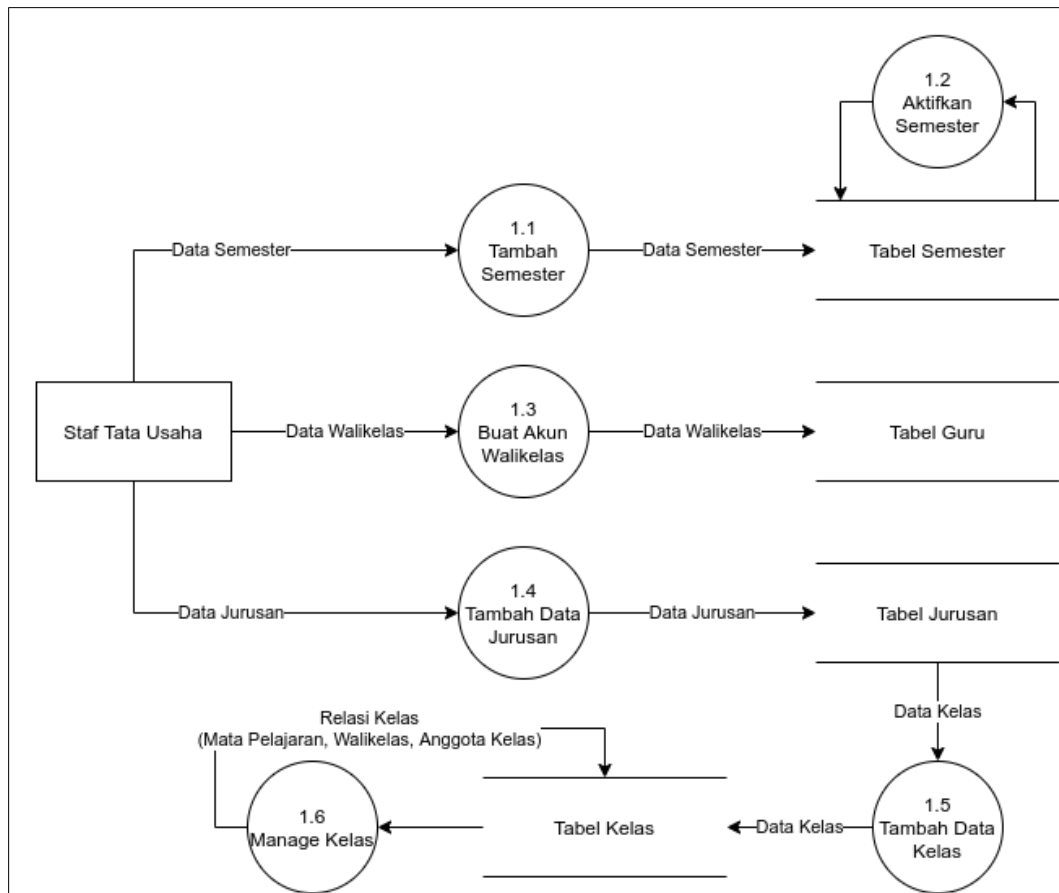 1.2
Aktifkan
Semester
Data Semester
1.1
Tambah
Semester
Data Semester
Tabel Semester
Staf Tata Usaha
Data Walikelas
1.3
Buat Akun
Walikelas
Data Walikelas
Tabel Guru
Data Jurusan
1.4
Tambah Data
Jurusan
Data Jurusan
Tabel Jurusan
Data Kelas
Relasi Kelas
(Mata Pelajaran, Walikelas, Anggota Kelas)
1.6
Manage Kelas
Tabel Kelas
Data Kelas
1.5
Tambah Data
Kelas